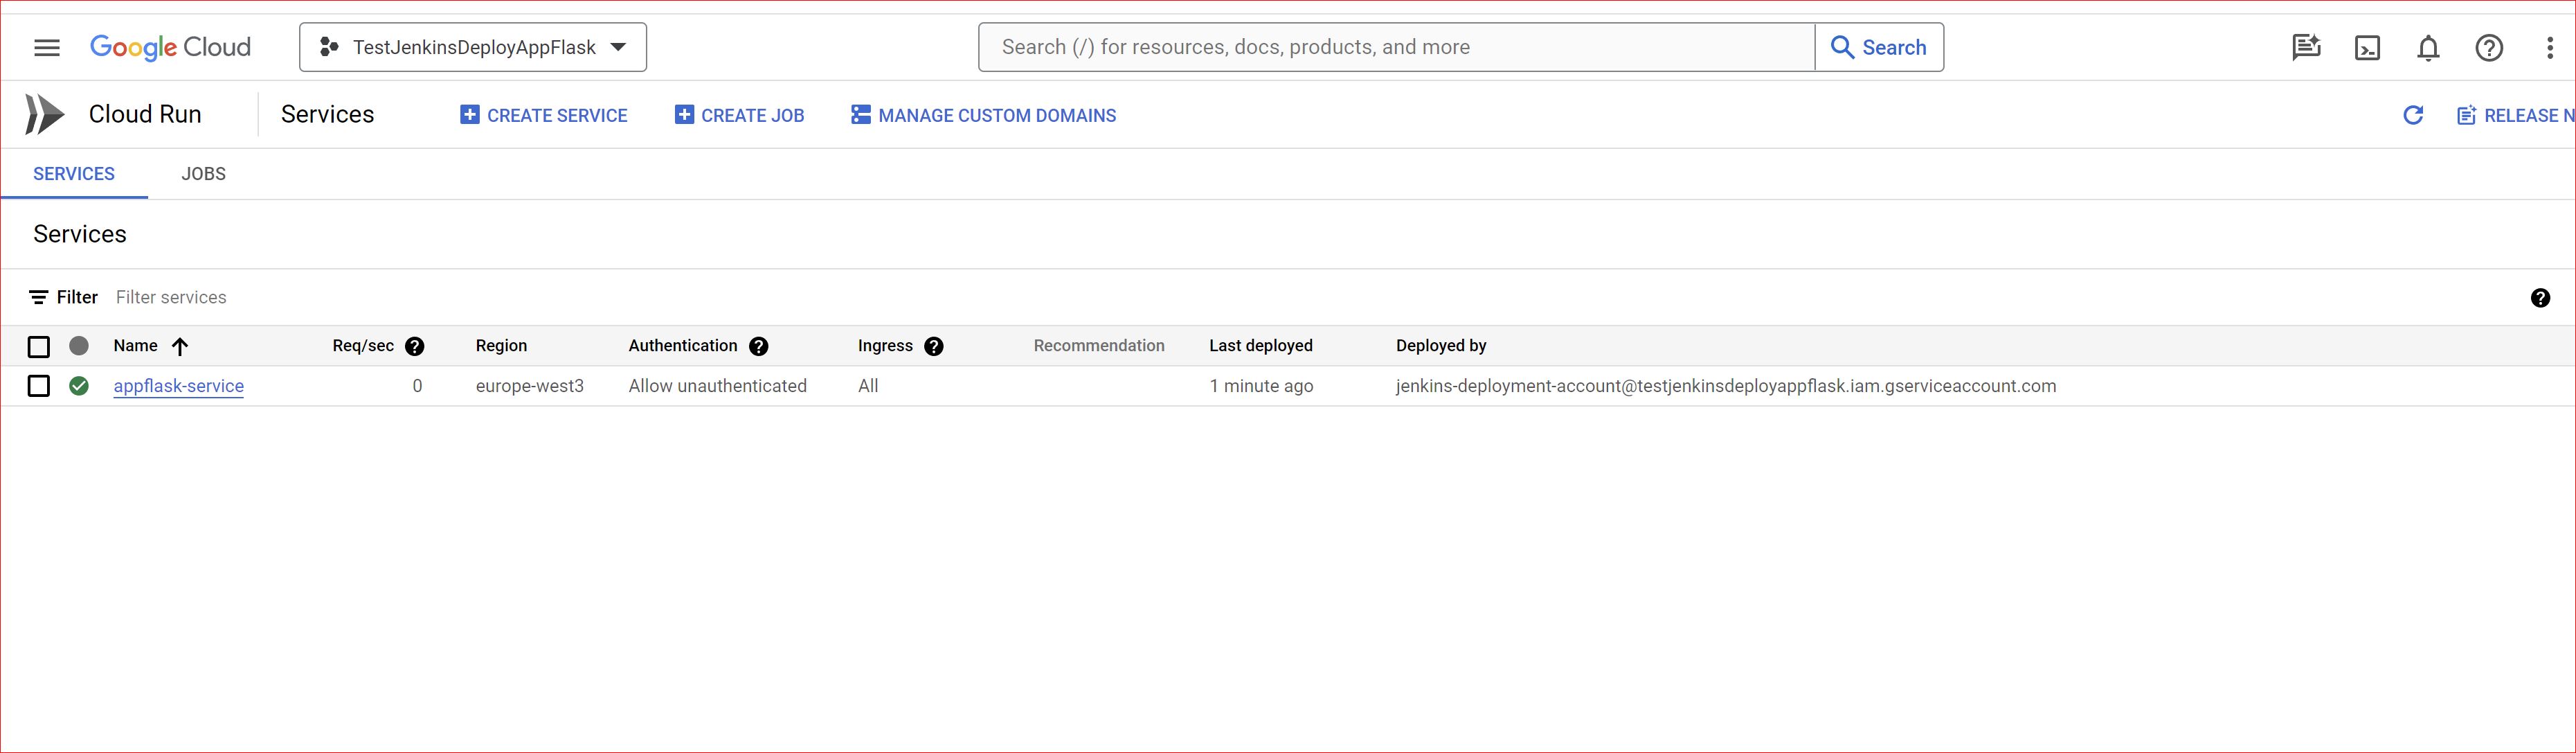 Google Cloud TestJenkinsDeployAppFlask Search (/) for resources, docs, products, and more Search
Cloud Run Services CREATE SERVICE CREATE JOB MANAGE CUSTOM DOMAINS RELEASE N
SERVICES JOBS
Services
Filter Filter services
Name Req/sec Region Authentication Ingress Recommendation Last deployed Deployed by
appflask-service 0 europe-west3 Allow unauthenticated All 1 minute ago jenkins-deployment-account@testjenkinsdeployappflask.iam.gserviceaccount.com